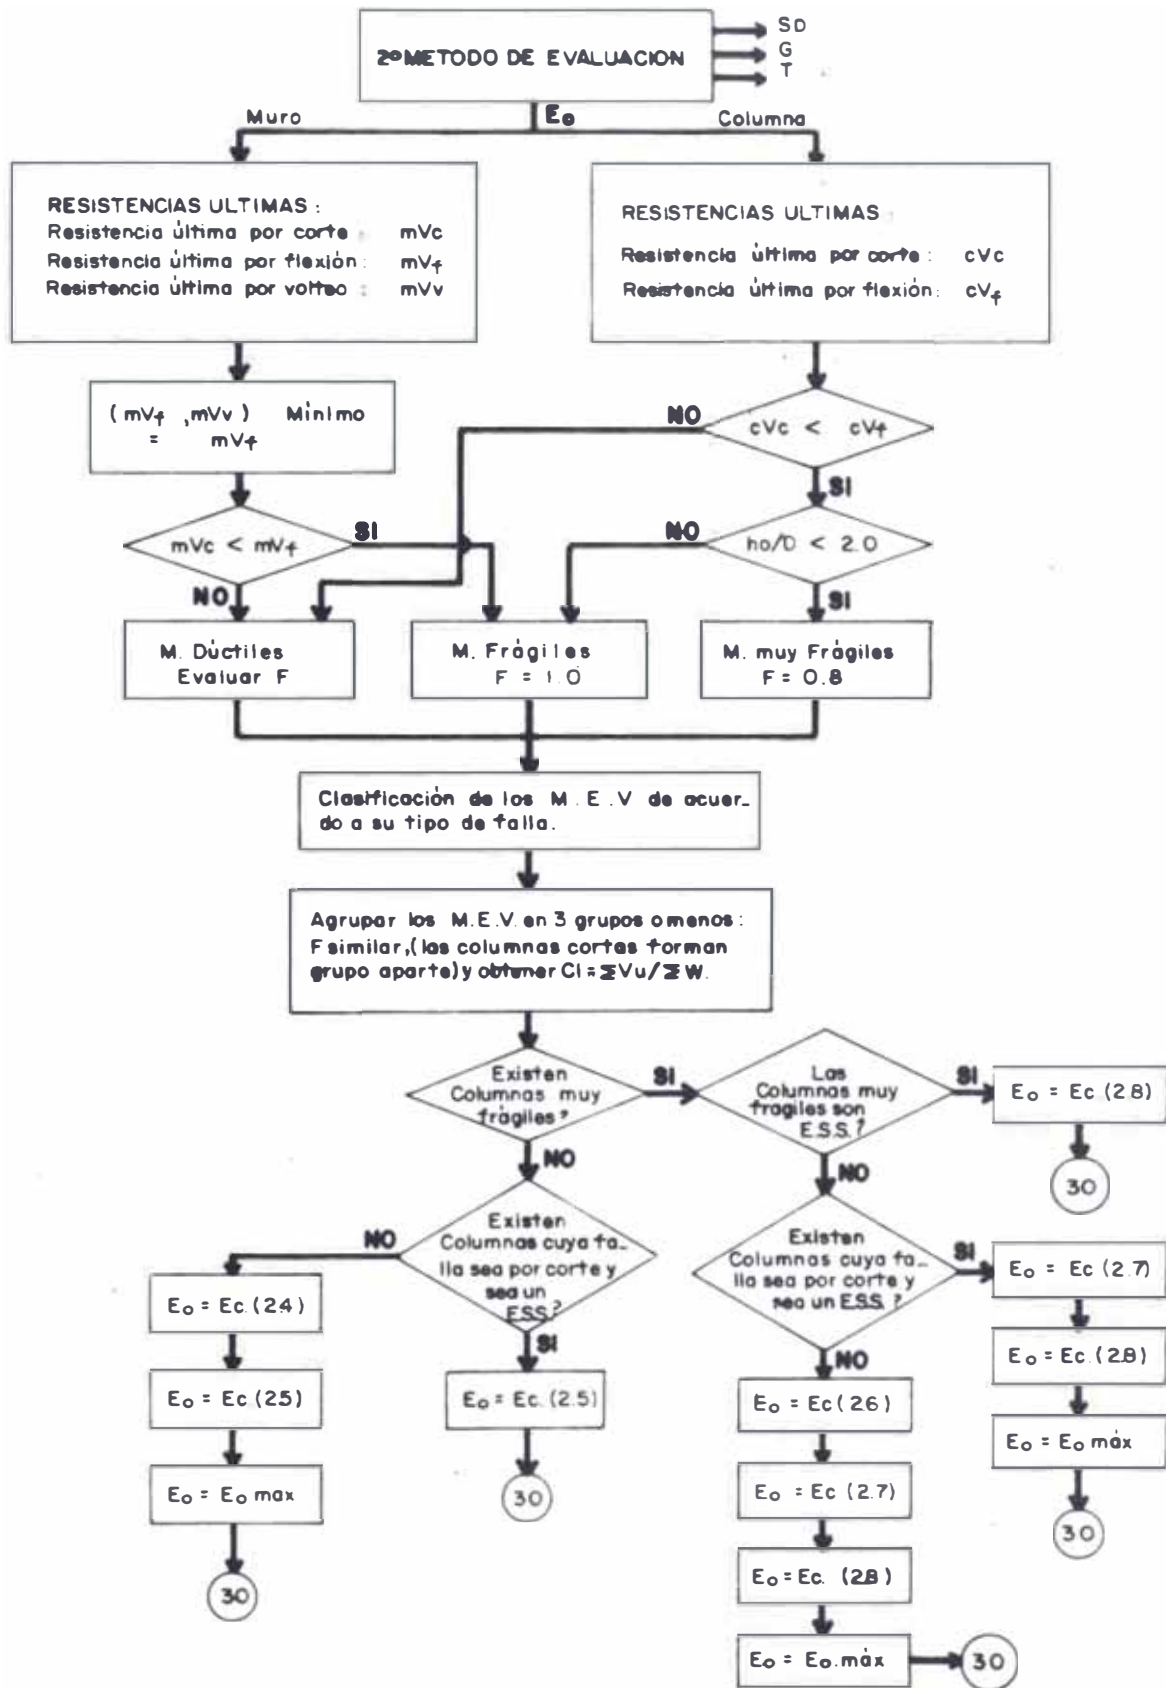 2º METODO DE EVALUACION
SD
G
T
Muro
Eo
Columna
RESISTENCIAS ULTIMAS :
Resistencia última por corte : mVc
Resistencia última por flexión : mVf
Resistencia última por volteo : mVv
RESISTENCIAS ULTIMAS :
Resistencia última por corte : cVc
Resistencia última por flexión : cVf
(mVf ,mVv) Mínimo
= mVf
NO
cVc < cVf
SI
mVc < mVf
SI
NO
ho/D < 2.0
NO
SI
M. Dúctiles
Evaluar F
M. Frágiles
F = 1.0
M. muy Frágiles
F = 0.8
Clasificación de los M.E.V de acuer-
do a su tipo de falla.
Agrupar los M.E.V. en 3 grupos o menos:
F similar,(las columnas cortas forman
grupo aparte) y obtener CI = ΣVu/ΣW.
Existen
Columnas muy
frágiles?
SI
Las
Columnas muy
fragiles son
E.S.S.?
SI
Eo = Ec (2.8)
30
NO
NO
NO
Existen
Columnas cuya fa-
lla sea por corte y
sea un
E.S.S.?
Existen
Columnas cuya fa-
lla sea por corte y
sea un E.S.S.?
SI
Eo = Ec (2.7)
Eo = Ec. (2.4)
SI
NO
Eo = Ec. (2.8)
Eo = Ec. (2.5)
Eo = Ec. (2.5)
Eo = Ec (2.6)
Eo = Eo máx
Eo = Eo max
30
Eo = Ec (2.7)
30
30
Eo = Ec. (2.8)
Eo = Eo.máx
30